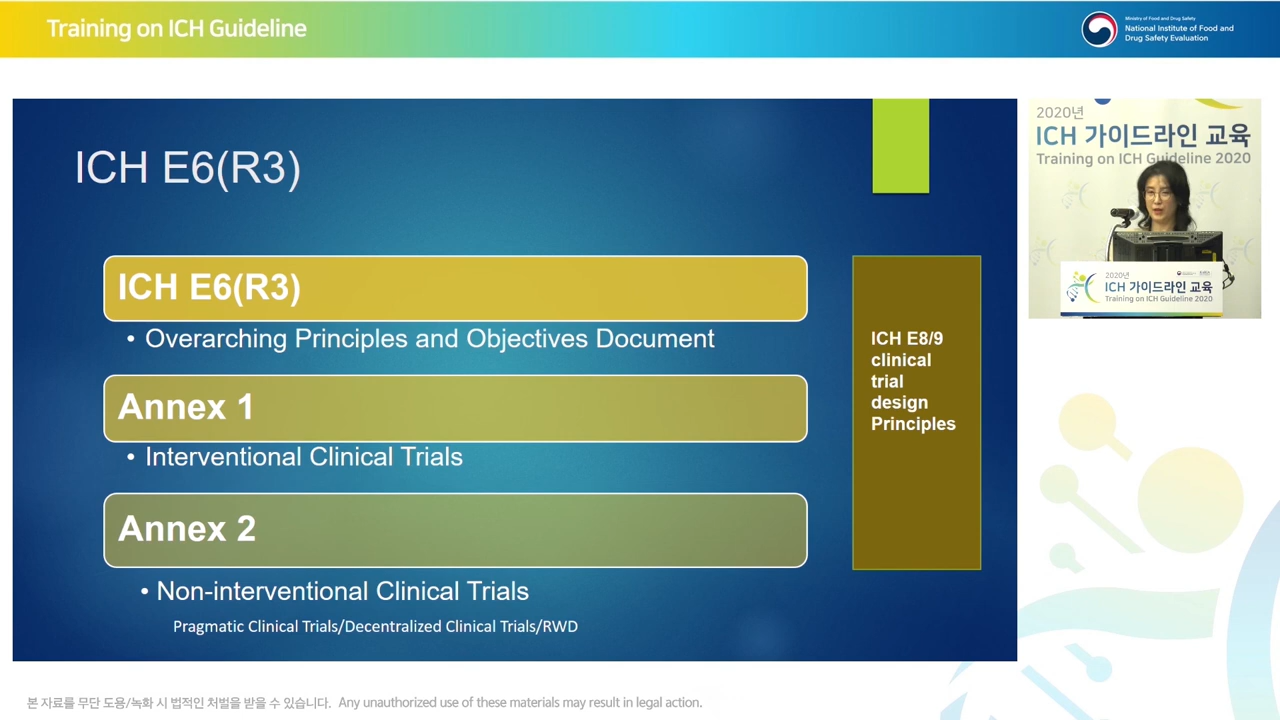 Training on ICH Guideline
Ministry of Food and Drug Safety
National Institute of Food and
Drug Safety Evaluation
ICH E6(R3)
ICH E6(R3)
• Overarching Principles and Objectives Document
Annex 1
• Interventional Clinical Trials
Annex 2
• Non-interventional Clinical Trials
Pragmatic Clinical Trials/Decentralized Clinical Trials/RWD
ICH E8/9
clinical
trial
design
Principles
2020년
ICH 가이드라인 교육
Training on ICH Guideline 2020
2020년
ICH 가이드라인 교육
Training on ICH Guideline 2020
본 자료를 무단 도용/녹화 시 법적인 처벌을 받을 수 있습니다. Any unauthorized use of these materials may result in legal action.